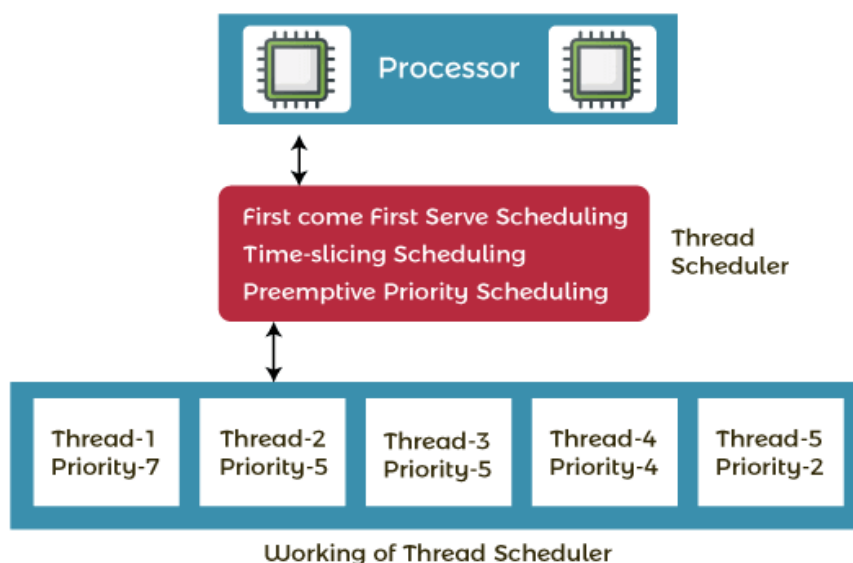 Processor
First come First Serve Scheduling
Time-slicing Scheduling
Preemptive Priority Scheduling
Thread
Scheduler
Thread-1
Priority-7
Thread-2
Priority-5
Thread-3
Priority-5
Thread-4
Priority-4
Thread-5
Priority-2
Working of Thread Scheduler